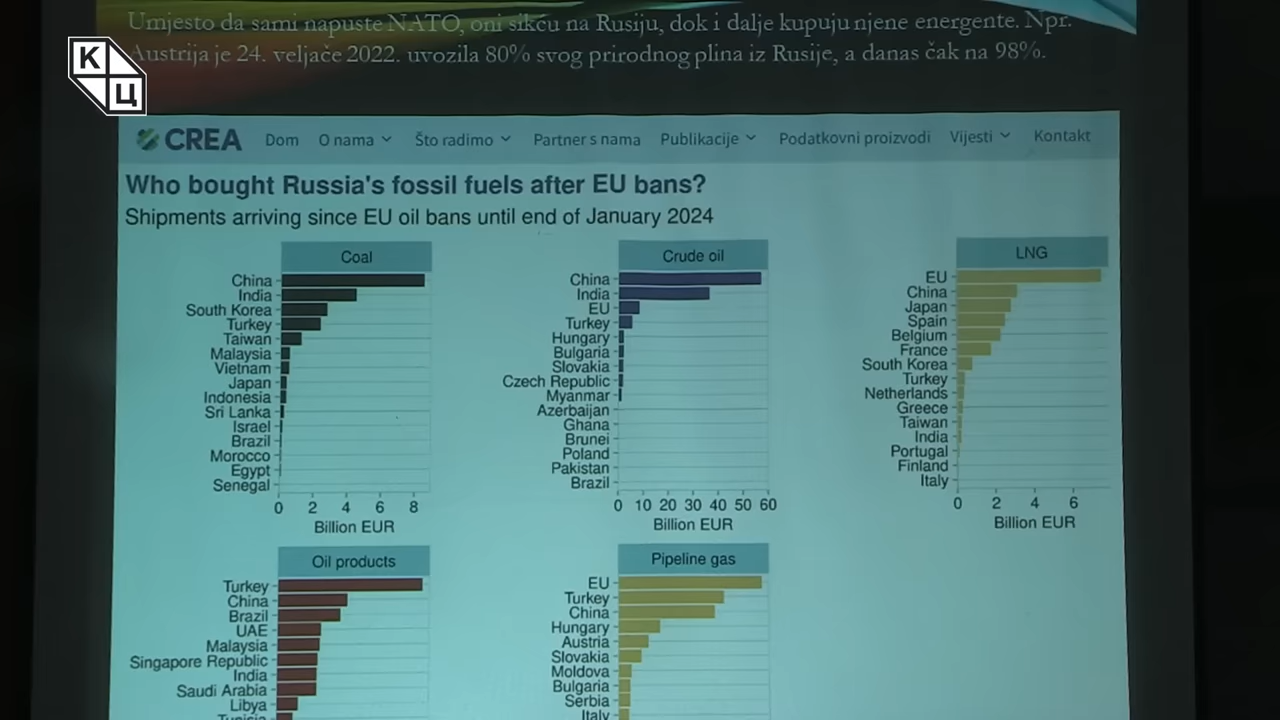 Umjesto da sami napuste NATO, oni sikću na Rusiju, dok i dalje kupuju njene energente. Npr.
Austrija je 24. veljače 2022. uvozila 80% svog prirodnog plina iz Rusije, a danas čak na 98%.
К
Ц
CREA Dom O nama Što radimo Partner s nama Publikacije Podatkovni proizvodi Vijesti Kontakt
Who bought Russia's fossil fuels after EU bans?
Shipments arriving since EU oil bans until end of January 2024
Coal
China
India
South Korea
Turkey
Taiwan
Malaysia
Vietnam
Japan
Indonesia
Sri Lanka
Israel
Brazil
Morocco
Egypt
Senegal
0 2 4 6 8
Billion EUR
Crude oil
China
India
EU
Turkey
Hungary
Bulgaria
Slovakia
Czech Republic
Myanmar
Azerbaijan
Ghana
Brunei
Poland
Pakistan
Brazil
0 10 20 30 40 50 60
Billion EUR
LNG
EU
China
Japan
Spain
Belgium
France
South Korea
Turkey
Netherlands
Greece
Taiwan
India
Portugal
Finland
Italy
0 2 4 6
Billion EUR
Oil products
Turkey
China
Brazil
UAE
Malaysia
Singapore Republic
India
Saudi Arabia
Libya
Tunisia
Pipeline gas
EU
Turkey
China
Hungary
Austria
Slovakia
Moldova
Bulgaria
Serbia
Italy